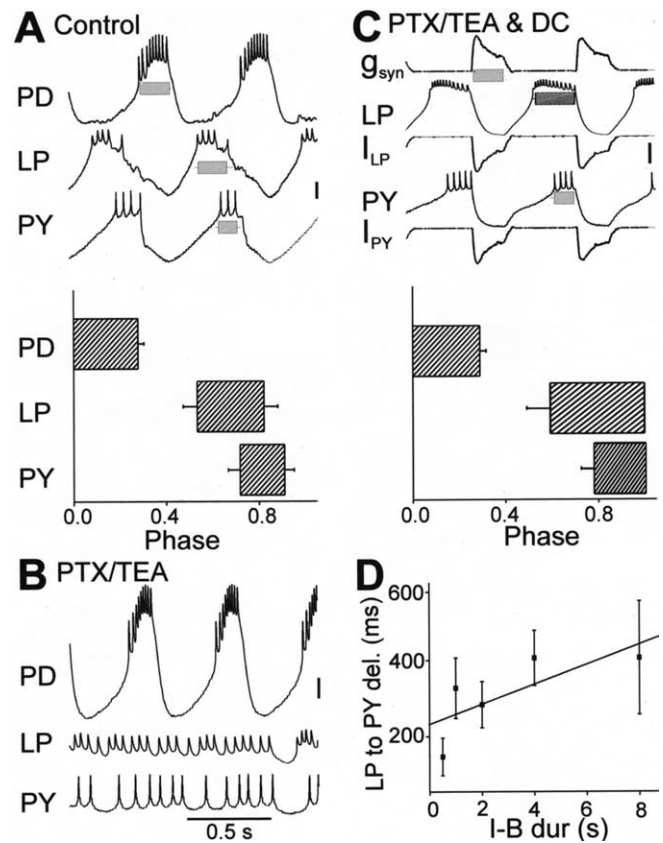 A Control
PD
LP
PY
PD
LP
PY
0.0 0.4 0.8
Phase
B PTX/TEA
PD
LP
PY
0.5 s
C PTX/TEA & DC
gsyn
LP
ILP
PY
IPY
0.0 0.8
Phase
D
600
400
200
LP to PY del. (ms)
0 2 4 6 8
I-B dur (s)